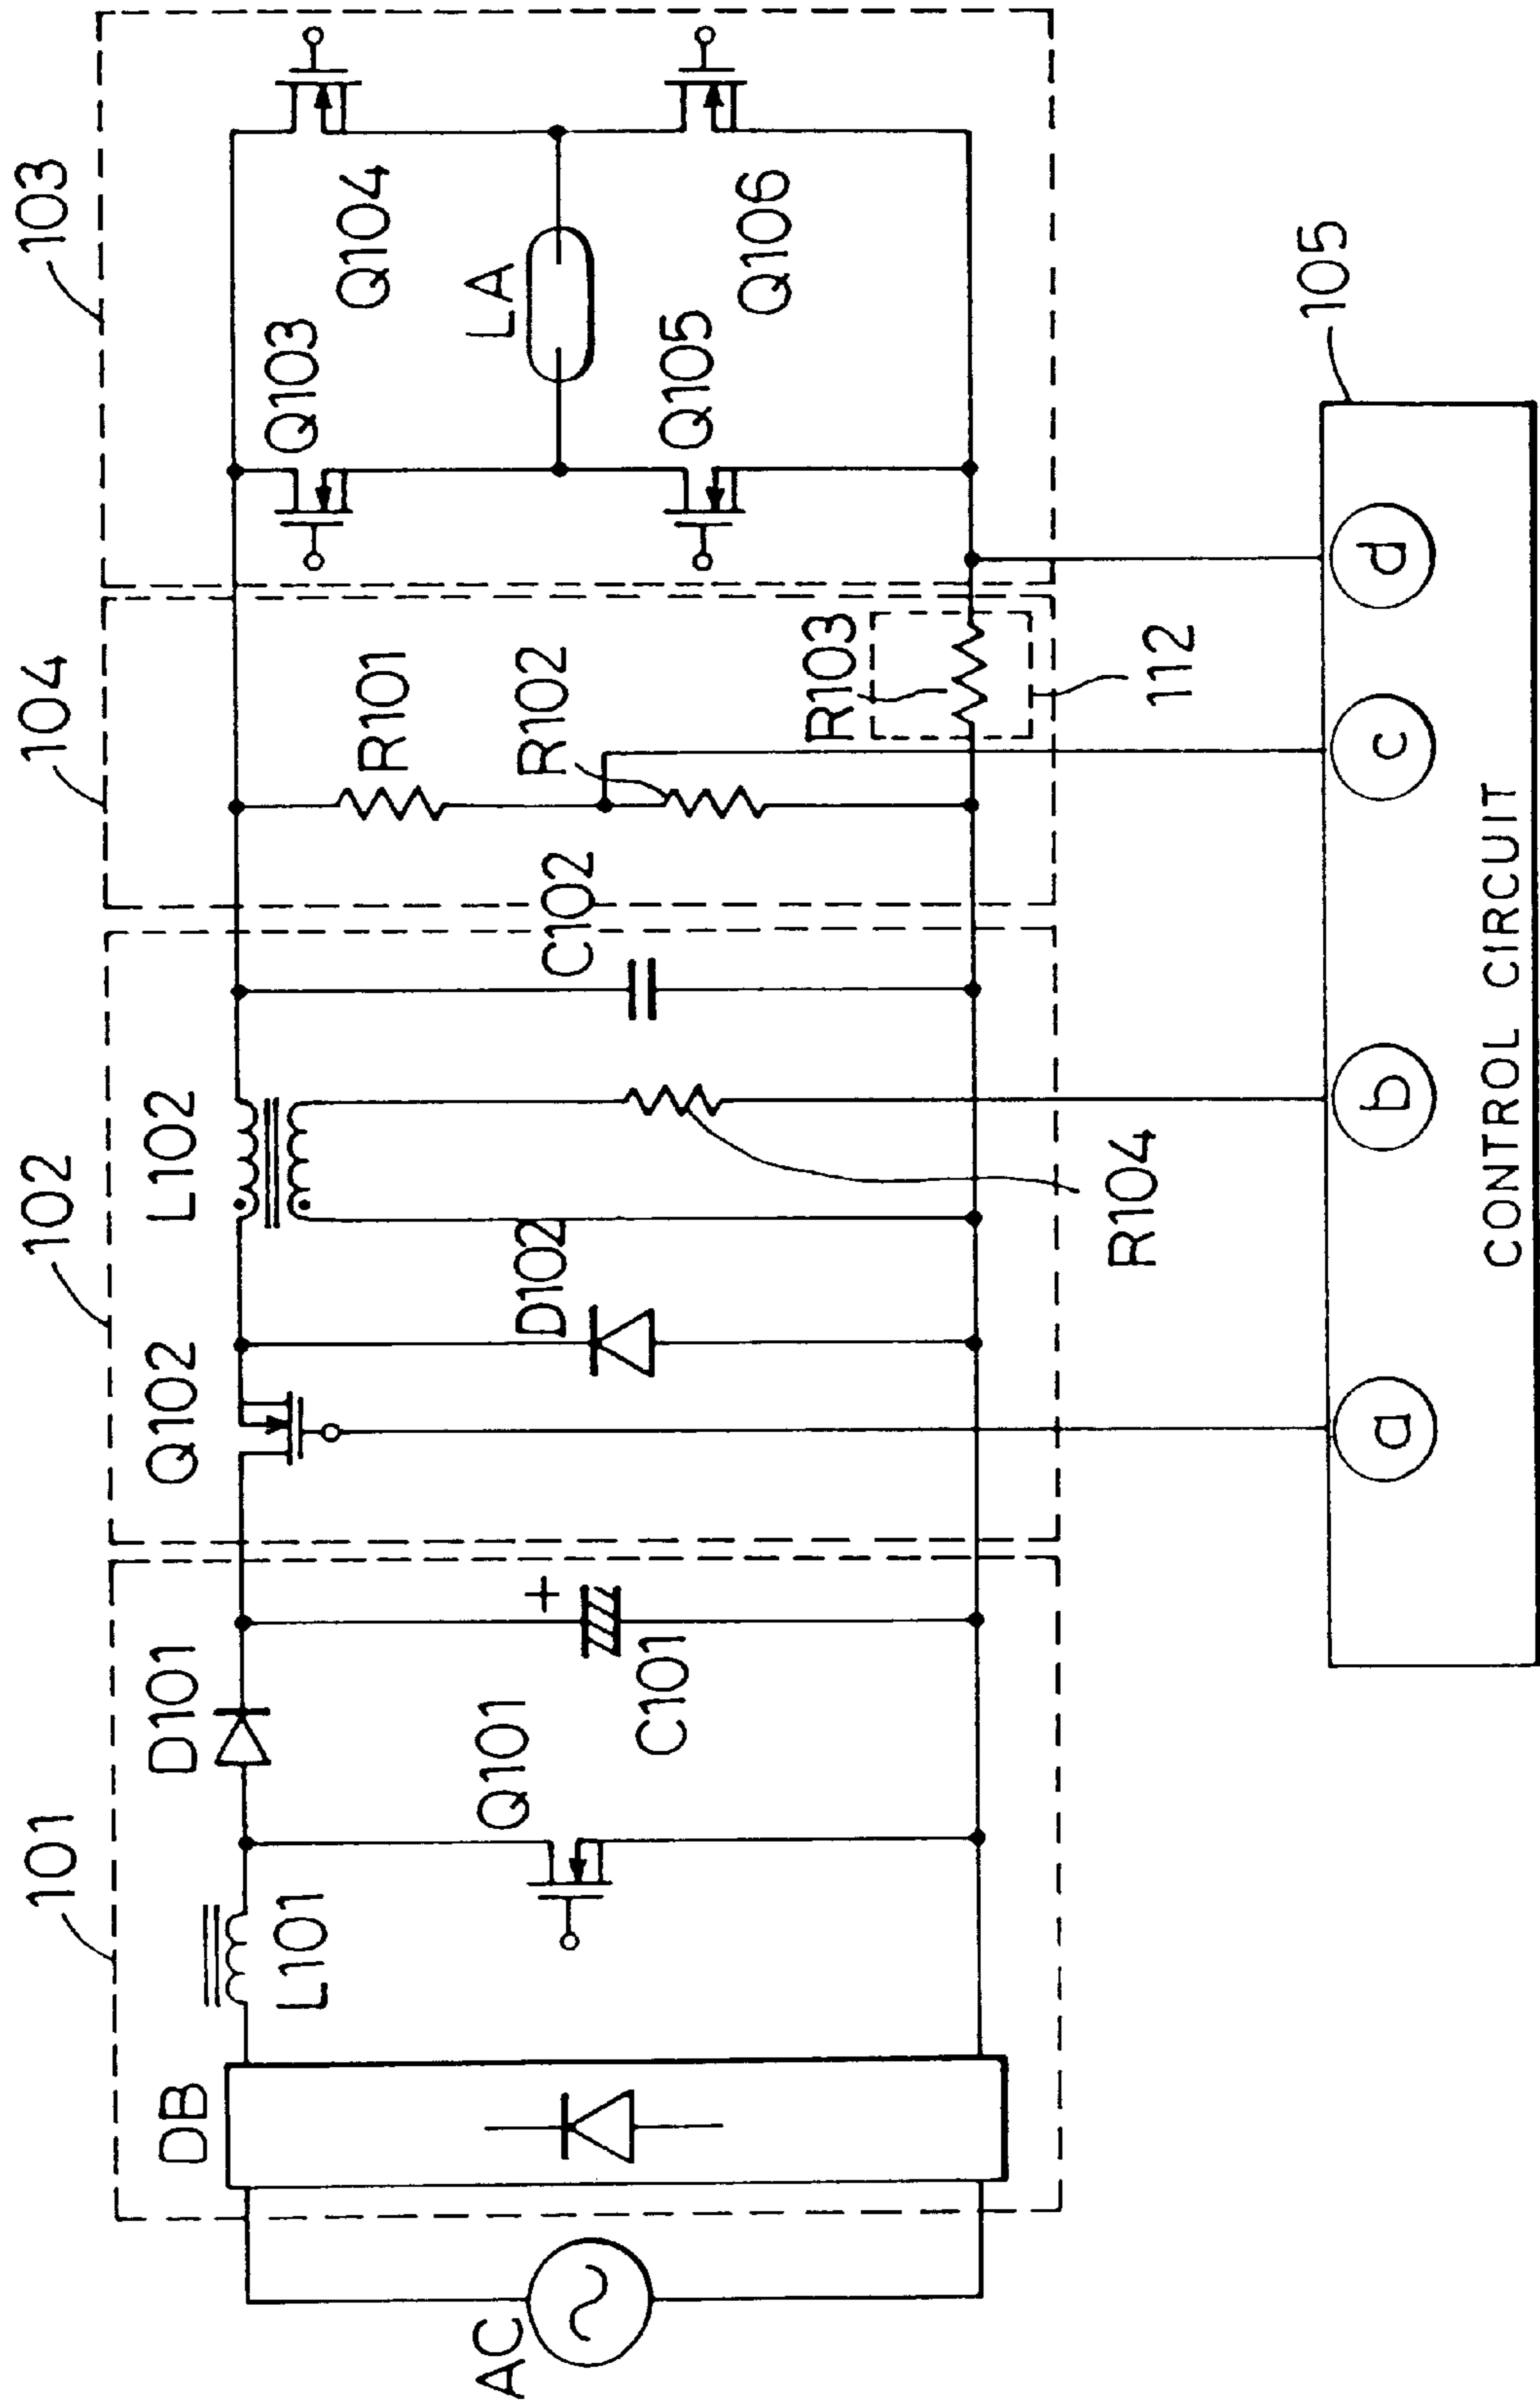 101
102
104
103
DB
D101
Q102
L102
L101
Q103
Q104
AC
Q101
C101
+
D102
C102
R101
R102
LA
Q105
Q106
R103
R104
112
105
a
b
c
d
CONTROL CIRCUIT